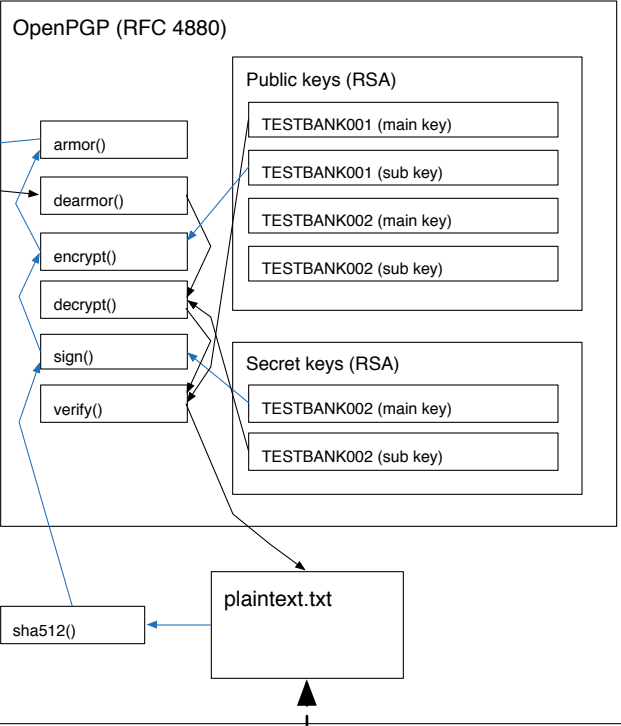 OpenPGP (RFC 4880)
Public keys (RSA)
TESTBANK001 (main key)
TESTBANK001 (sub key)
TESTBANK002 (main key)
TESTBANK002 (sub key)
armor()
dearmor()
encrypt()
decrypt()
sign()
verify()
Secret keys (RSA)
TESTBANK002 (main key)
TESTBANK002 (sub key)
plaintext.txt
sha512()